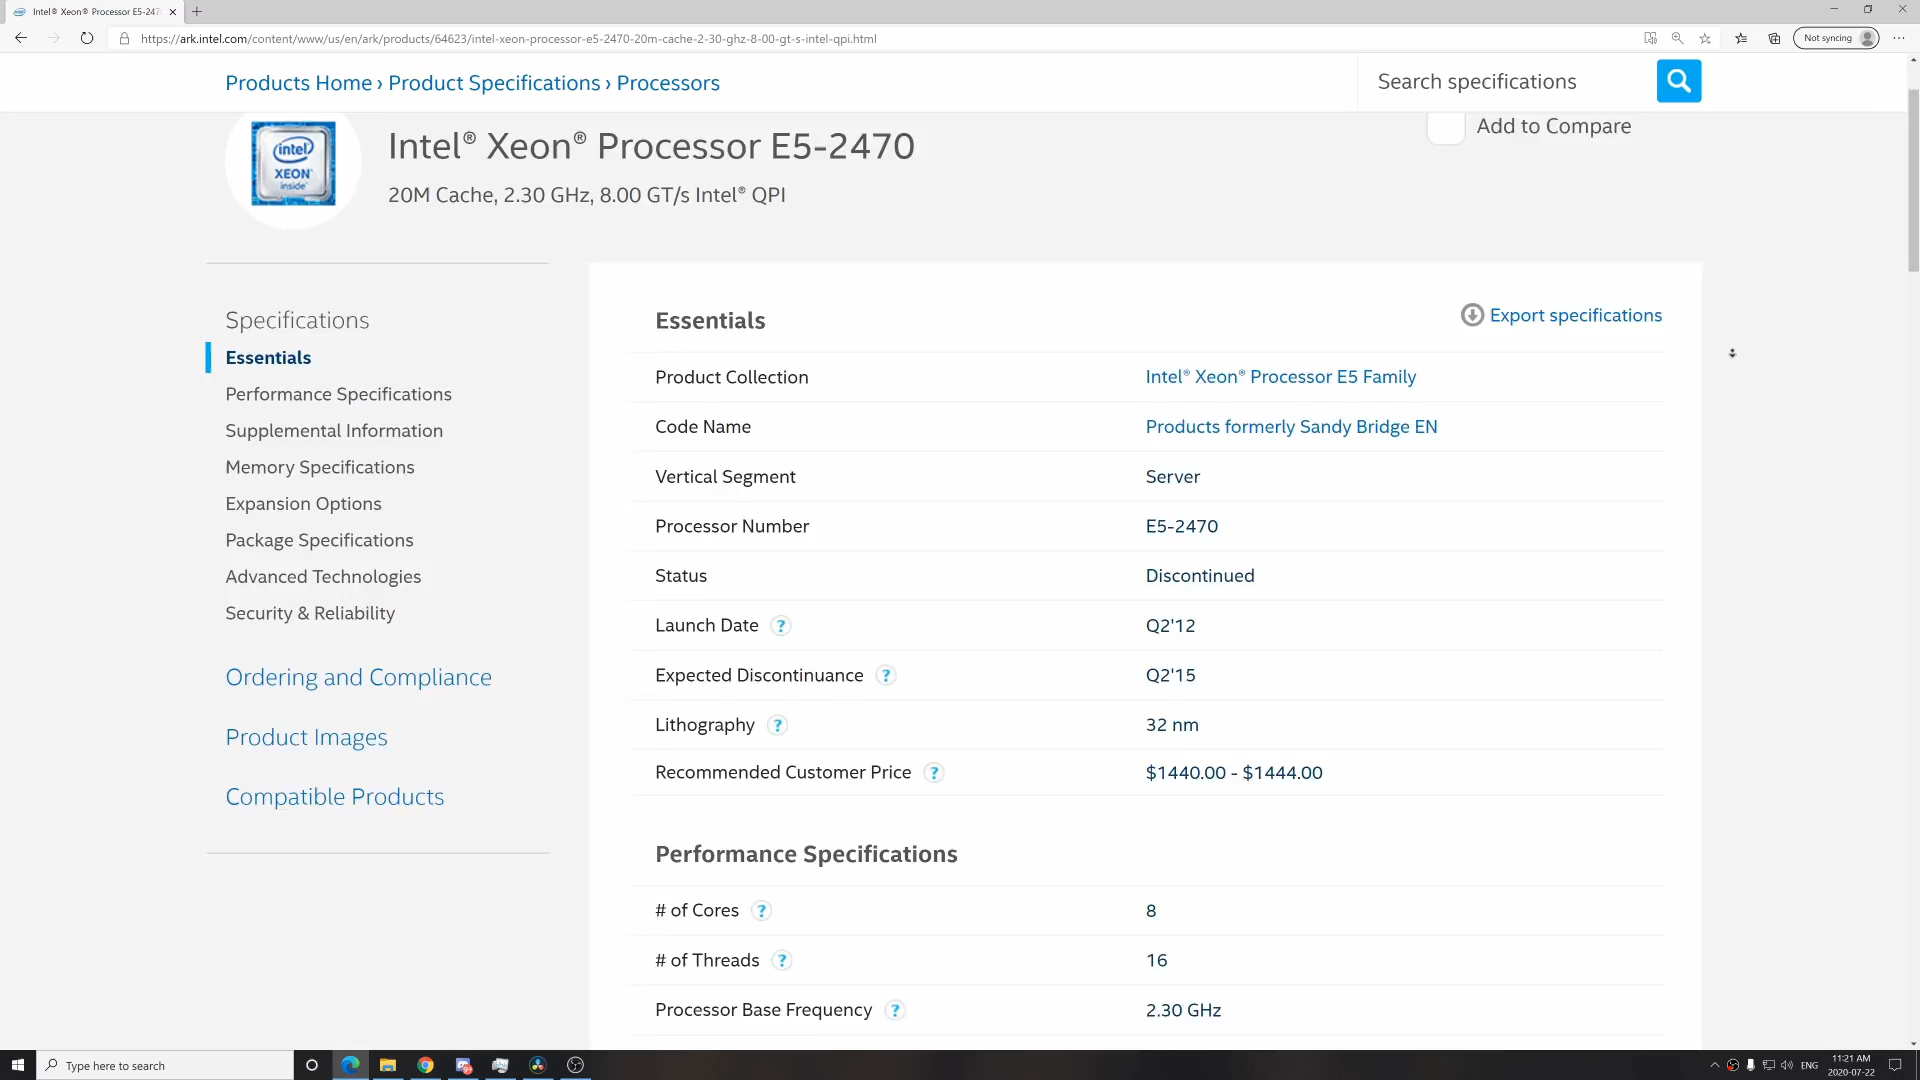 Intel® Xeon® Processor E5-247
https://ark.intel.com/content/www/us/en/ark/products/64623/intel-xeon-processor-e5-2470-20m-cache-2-30-ghz-8-00-gt-s-intel-qpi.html
Not syncing
Products Home › Product Specifications › Processors
Search specifications
intel XEON inside
Intel® Xeon® Processor E5-2470
Add to Compare
20M Cache, 2.30 GHz, 8.00 GT/s Intel® QPI
Specifications
Essentials
Performance Specifications
Supplemental Information
Memory Specifications
Expansion Options
Package Specifications
Advanced Technologies
Security & Reliability
Ordering and Compliance
Product Images
Compatible Products
Essentials
Export specifications
Product Collection Intel® Xeon® Processor E5 Family
Code Name Products formerly Sandy Bridge EN
Vertical Segment Server
Processor Number E5-2470
Status Discontinued
Launch Date ? Q2'12
Expected Discontinuance ? Q2'15
Lithography ? 32 nm
Recommended Customer Price ? $1440.00 - $1444.00
Performance Specifications
# of Cores ? 8
# of Threads ? 16
Processor Base Frequency ? 2.30 GHz
Type here to search
ENG
11:21 AM
2020-07-22